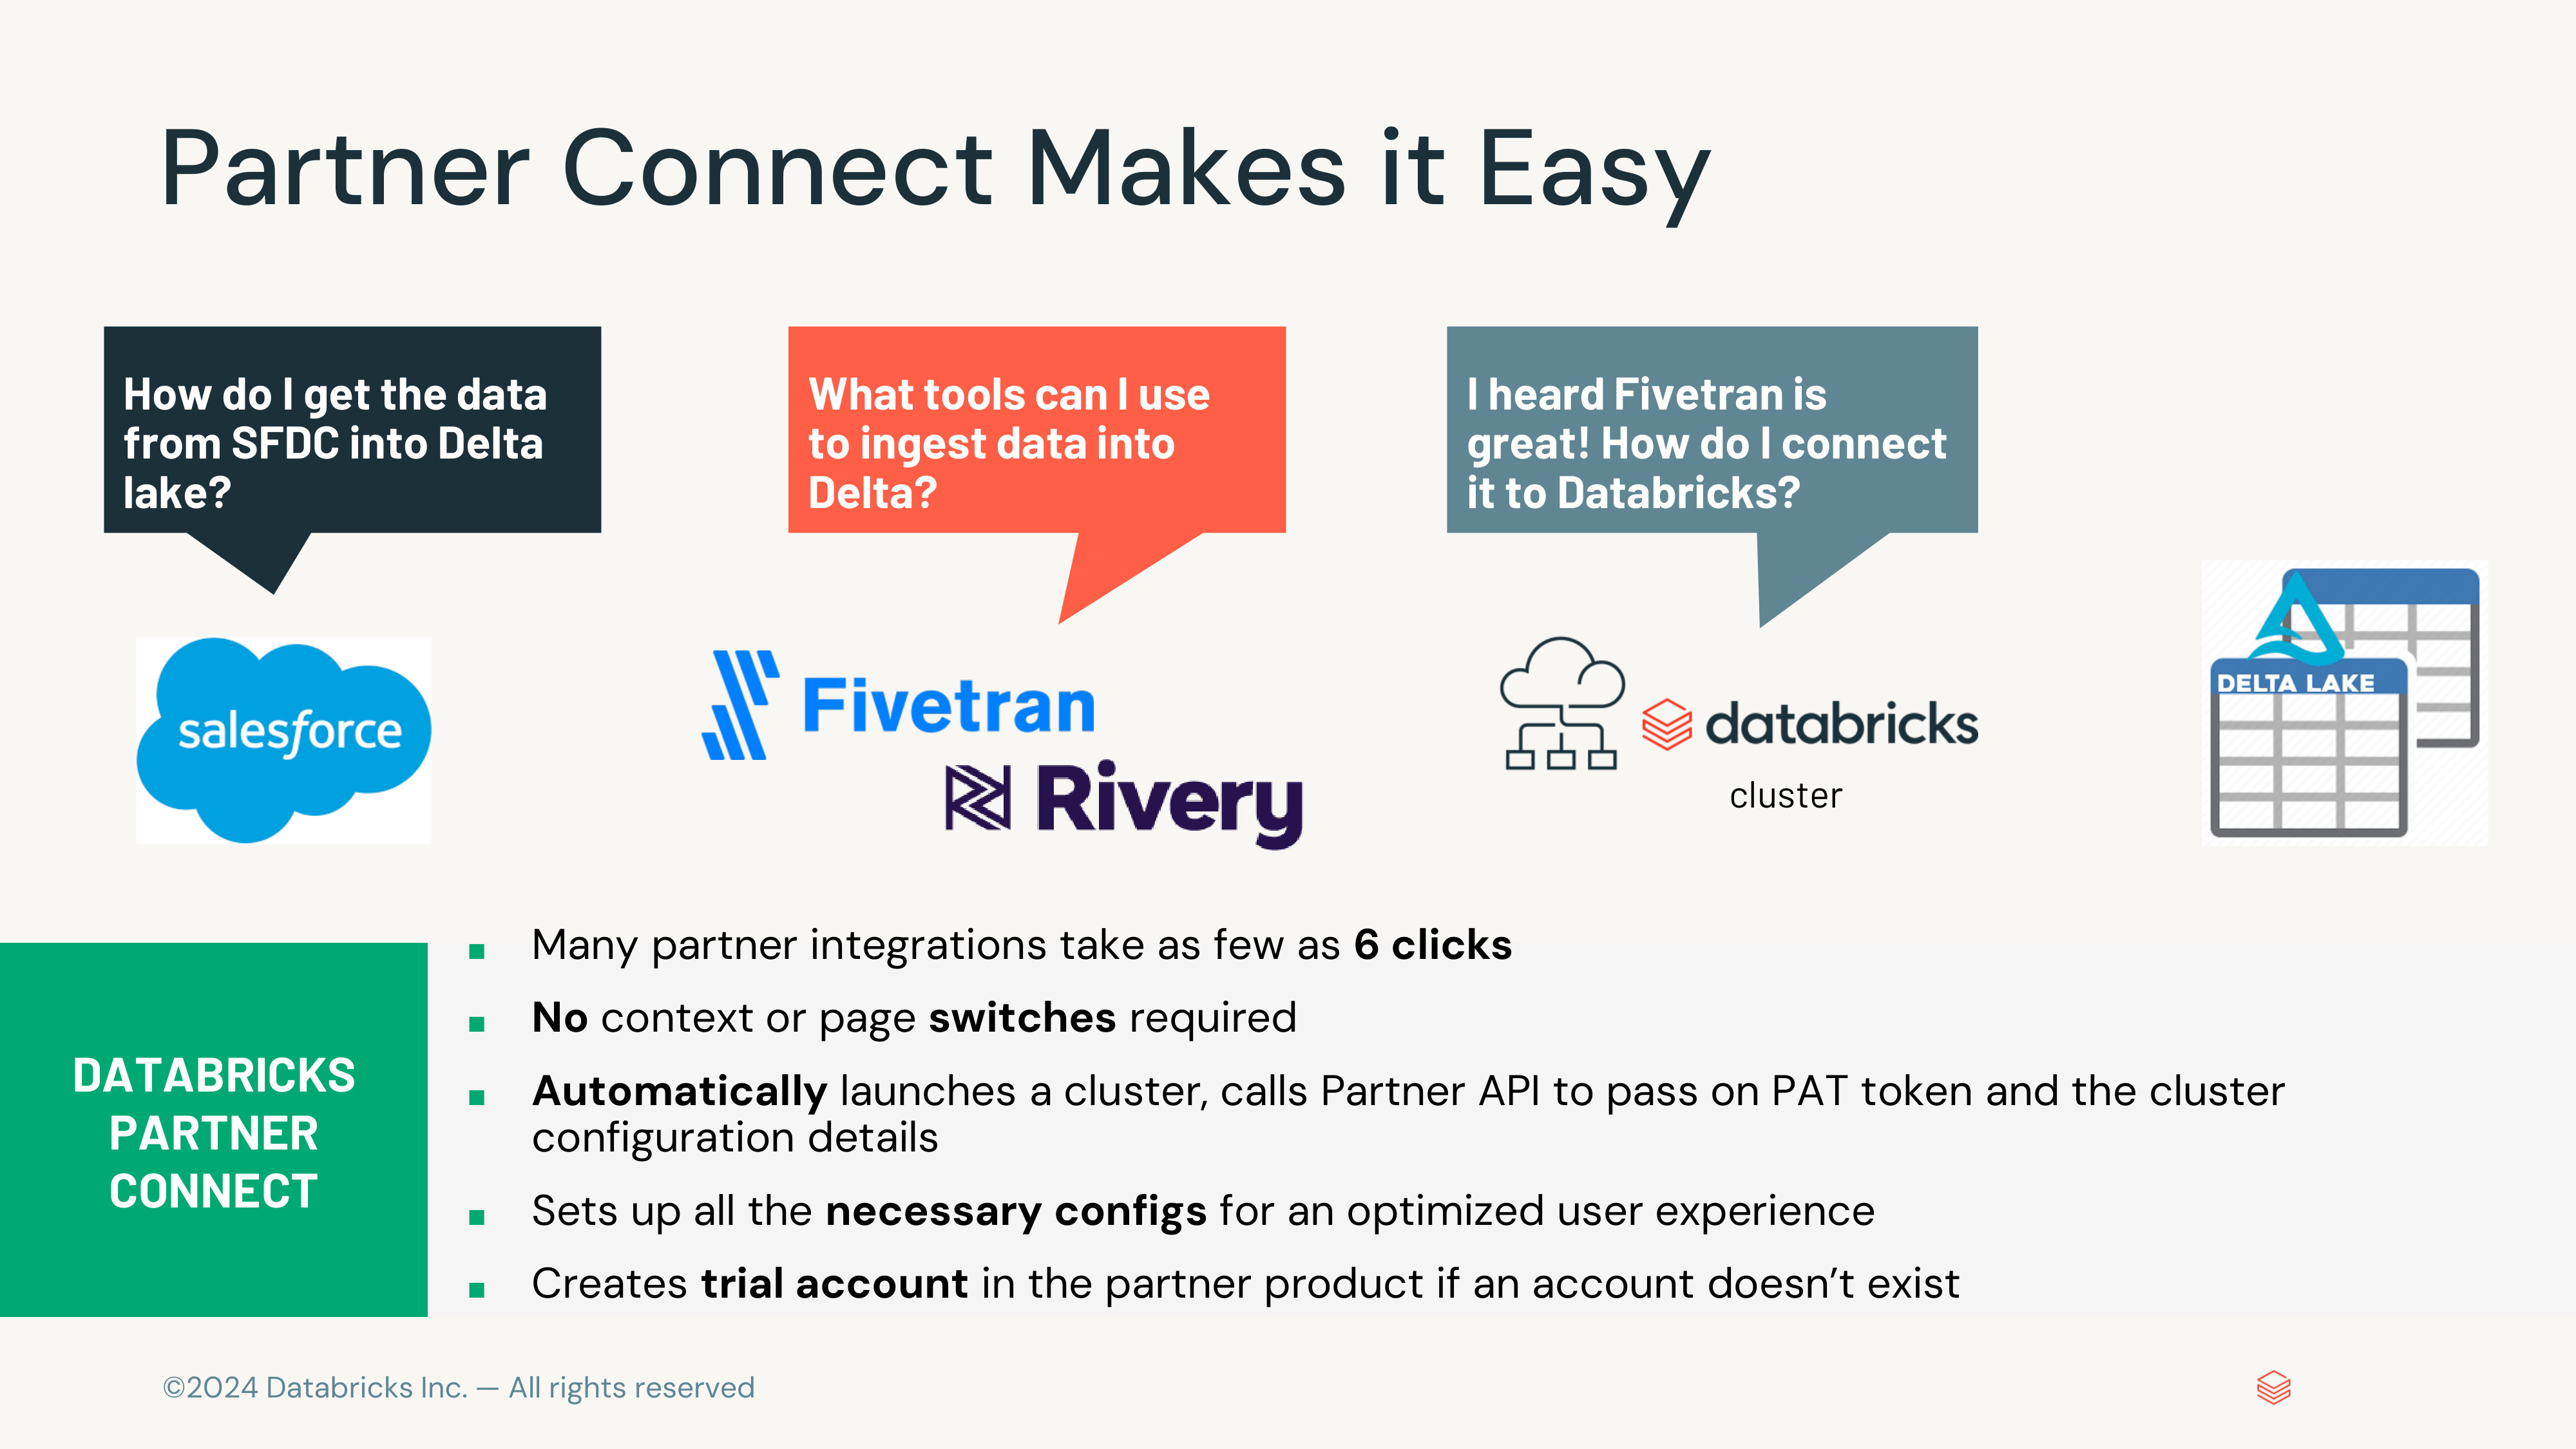 Partner Connect Makes it Easy
How do I get the data
from SFDC into Delta
lake?
What tools can I use
to ingest data into
Delta?
I heard Fivetran is
great! How do I connect
it to Databricks?
salesforce
Fivetran
Rivery
databricks
cluster
DELTA LAKE
DATABRICKS
PARTNER
CONNECT
Many partner integrations take as few as 6 clicks
No context or page switches required
Automatically launches a cluster, calls Partner API to pass on PAT token and the cluster
configuration details
Sets up all the necessary configs for an optimized user experience
Creates trial account in the partner product if an account doesn’t exist
©2024 Databricks Inc. — All rights reserved